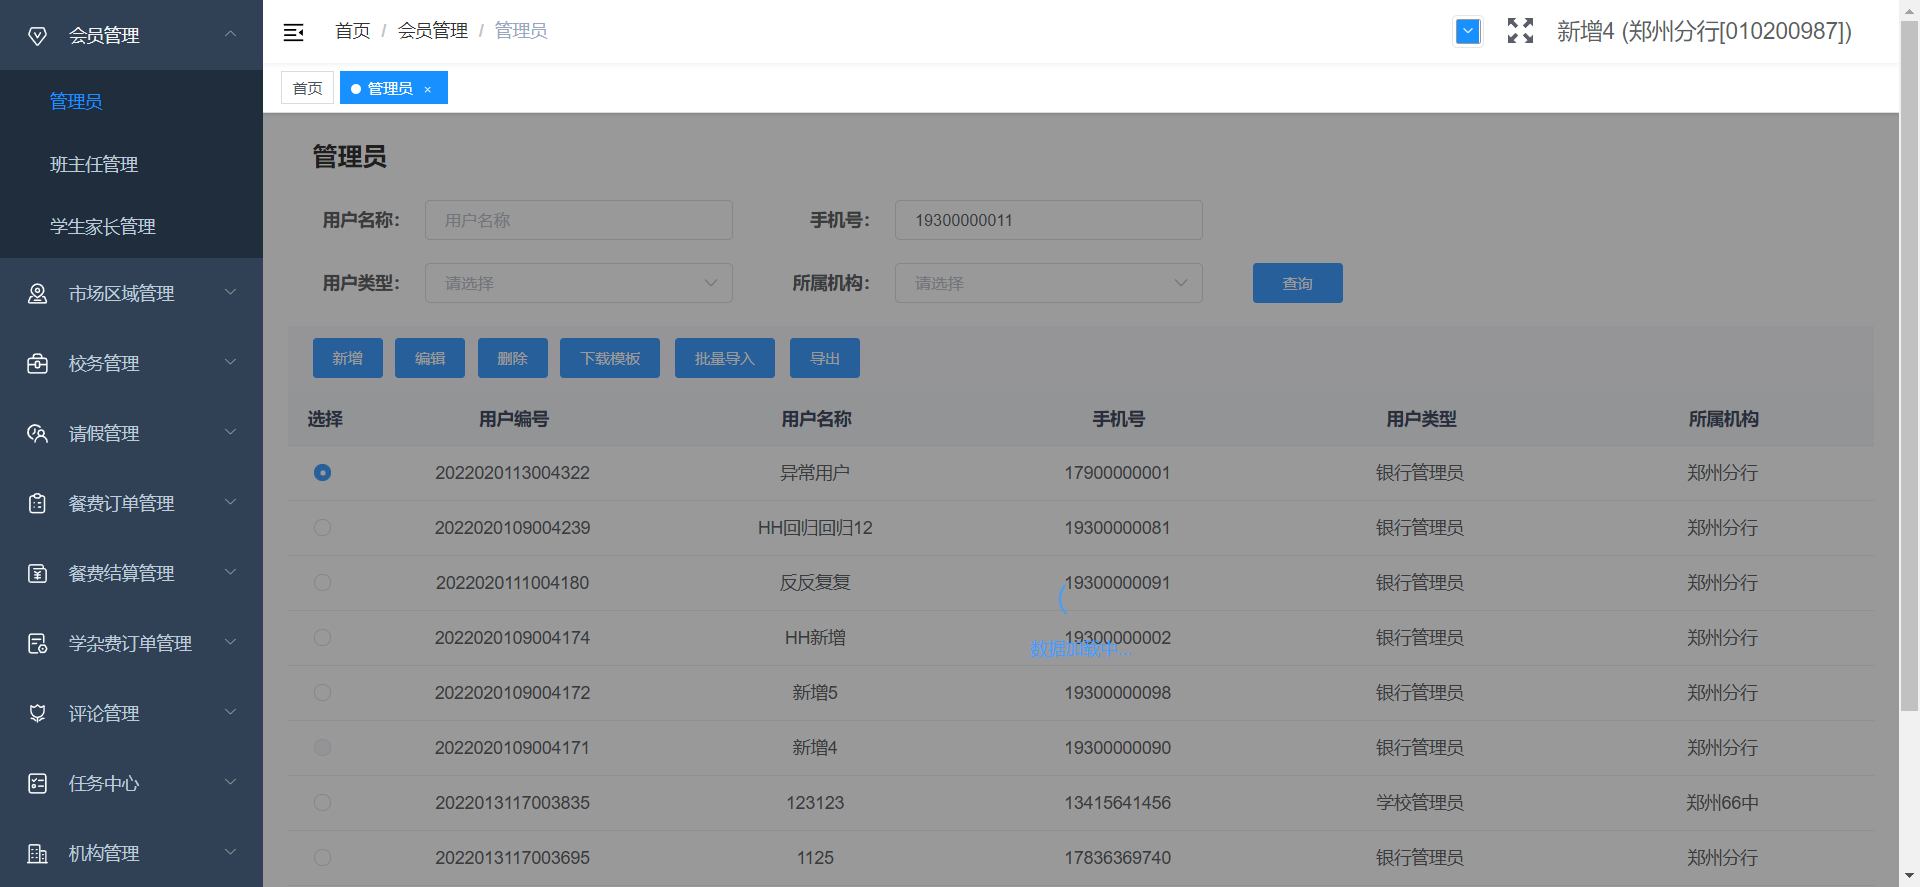 会员管理
管理员
班主任管理
学生家长管理
市场区域管理
校务管理
请假管理
餐费订单管理
餐费结算管理
学杂费订单管理
评论管理
任务中心
机构管理
首页 / 会员管理 / 管理员
新增4 (郑州分行[010200987])
首页
管理员 ×
管理员
用户名称： 用户名称 手机号： 19300000011
用户类型： 请选择 所属机构： 请选择 查询
新增 编辑 删除 下载模板 批量导入 导出
选择 用户编号 用户名称 手机号 用户类型 所属机构
2022020113004322 异常用户 17900000001 银行管理员 郑州分行
2022020109004239 HH回归回归12 19300000081 银行管理员 郑州分行
2022020111004180 反反复复 19300000091 银行管理员 郑州分行
2022020109004174 HH新增 19300000002 银行管理员 郑州分行
数据加载中...
2022020109004172 新增5 19300000098 银行管理员 郑州分行
2022020109004171 新增4 19300000090 银行管理员 郑州分行
2022013117003835 123123 13415641456 学校管理员 郑州66中
2022013117003695 1125 17836369740 银行管理员 郑州分行